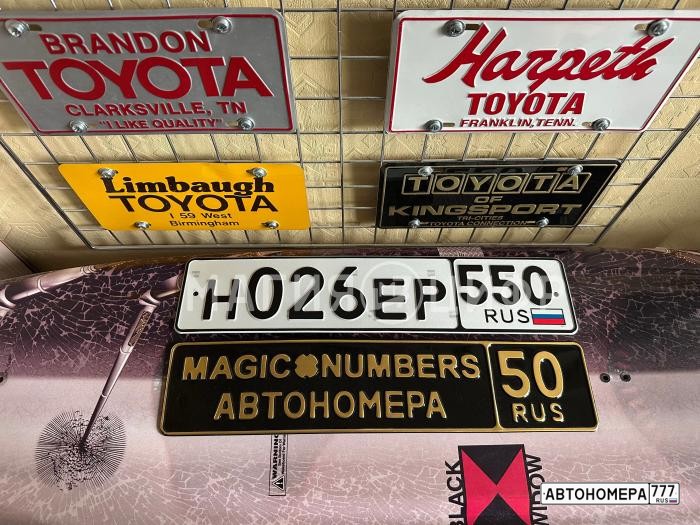 BRANDON
TOYOTA
CLARKSVILLE, TN
"I LIKE QUALITY"
Harpeth
TOYOTA
FRANKLIN, TENN.
Limbaugh
TOYOTA
I 59 West
Birmingham
TOYOTA
OF
KINGSPORT
TRI-CITIES
TOYOTA CONNECTION
Н026ЕР 550
RUS
MAGIC NUMBERS 50
АВТОНОМЕРА RUS
WARNING
BLACK
АВТОНОМЕРА 777
RUS